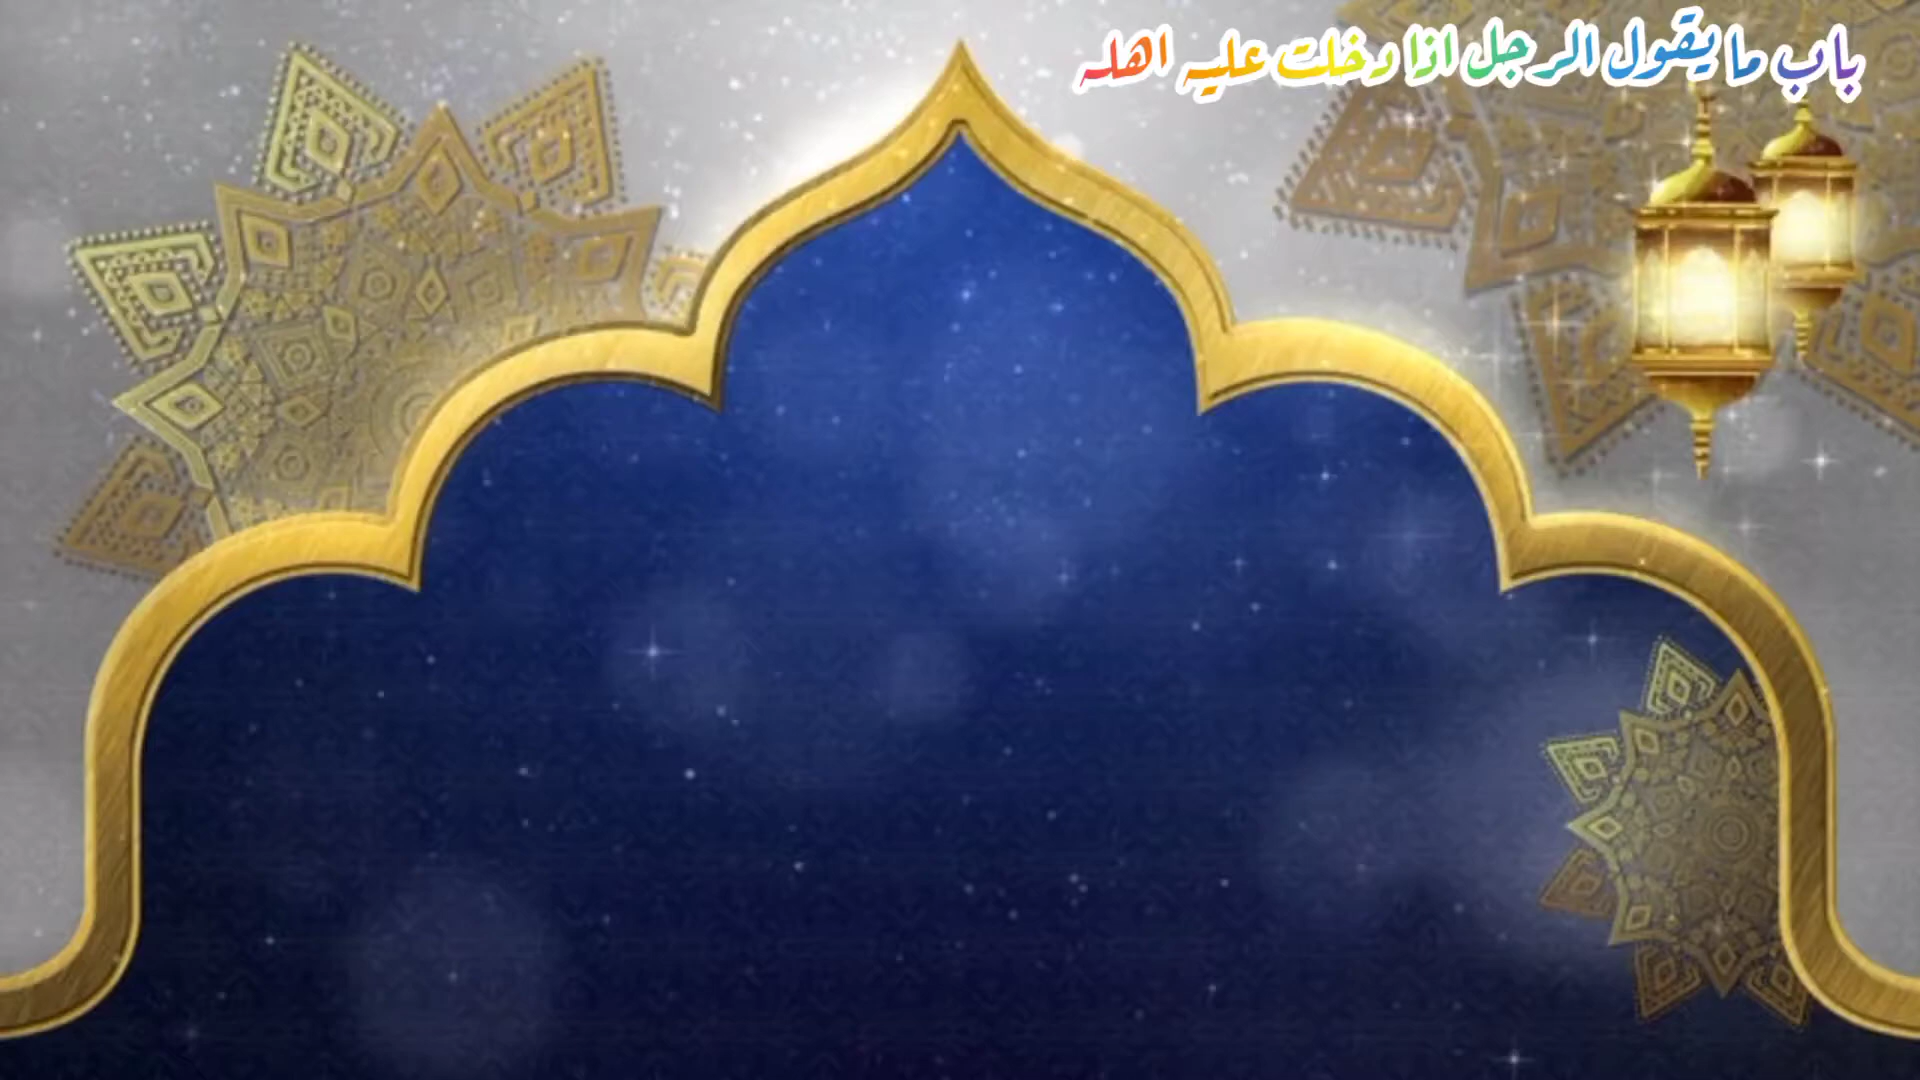 باب ما يقول الرجل اذا دخلت عليه اهله